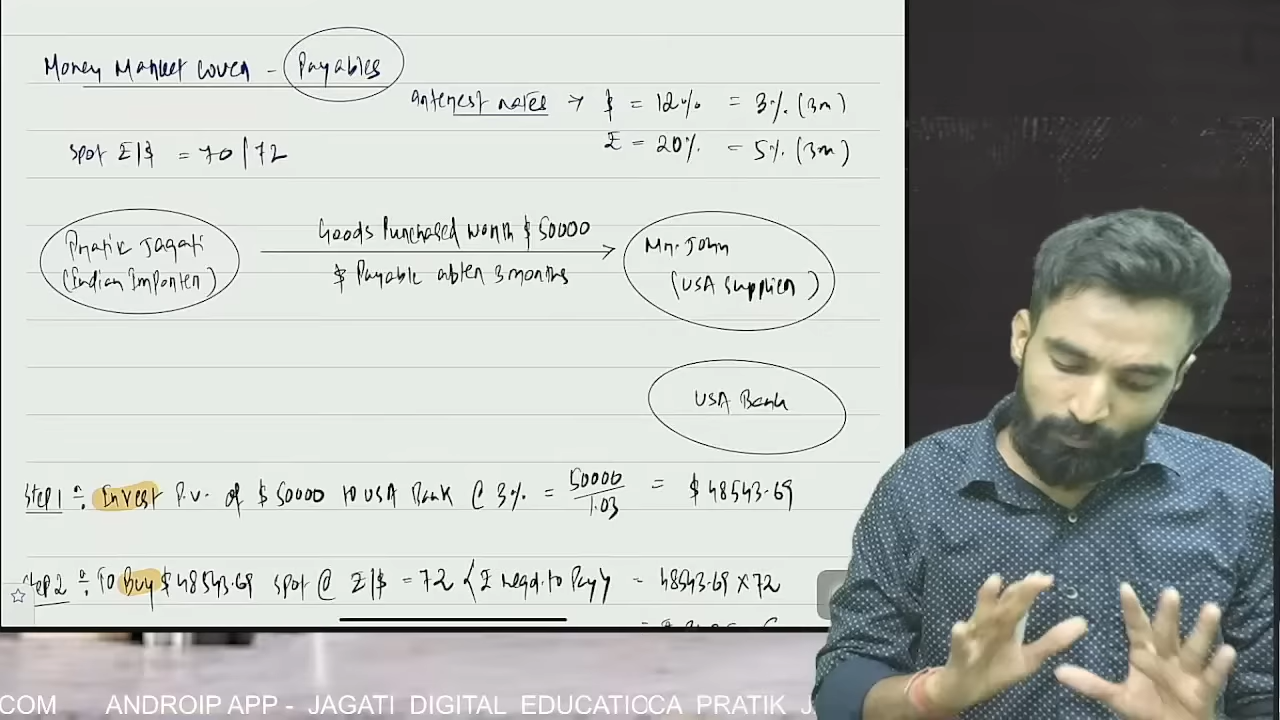 Money Market Cover - Payables
Interest rates → $ = 12% = 3% (3m)
₹ = 20% = 5% (3m)
Spot ₹/$ = 70/72
Pratik Jagati
(Indian Importer)
Goods Purchased worth $ 50000
$ Payable after 3 months
Mr. John
(USA Supplier)
USA Bank
Step 1 :- Invest P.V. of $ 50000 to USA Bank @ 3% = 50000/1.03 = $ 48543.69
Step 2 :- To Buy $ 48543.69 spot @ ₹/$ = 72 {₹ reqd. to Pay} = 48543.69 X 72
COM ANDROIP APP - JAGATI DIGITAL EDUCATIOCA PRATIK J